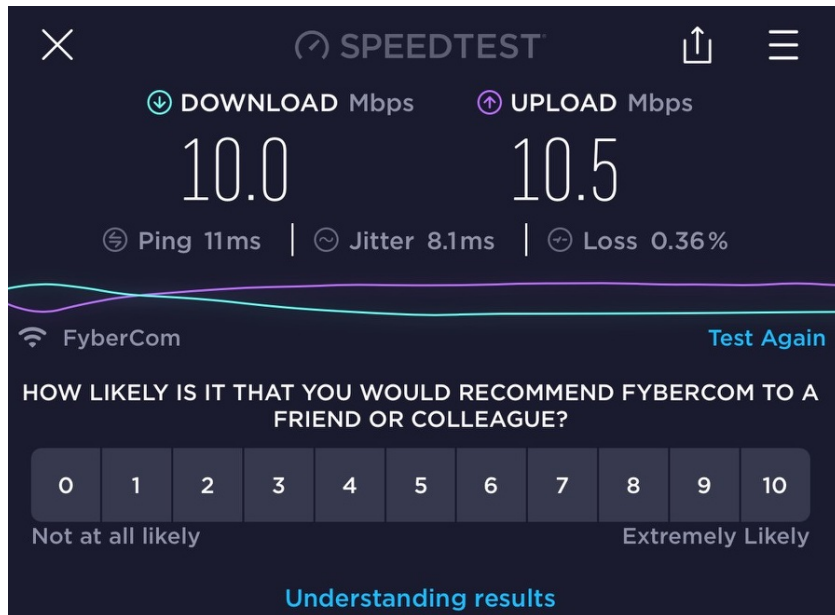 SPEEDTEST
DOWNLOAD Mbps
UPLOAD Mbps
10.0
10.5
Ping 11ms
Jitter 8.1ms
Loss 0.36%
FyberCom
Test Again
HOW LIKELY IS IT THAT YOU WOULD RECOMMEND FYBERCOM TO A
FRIEND OR COLLEAGUE?
0 1 2 3 4 5 6 7 8 9 10
Not at all likely
Extremely Likely
Understanding results